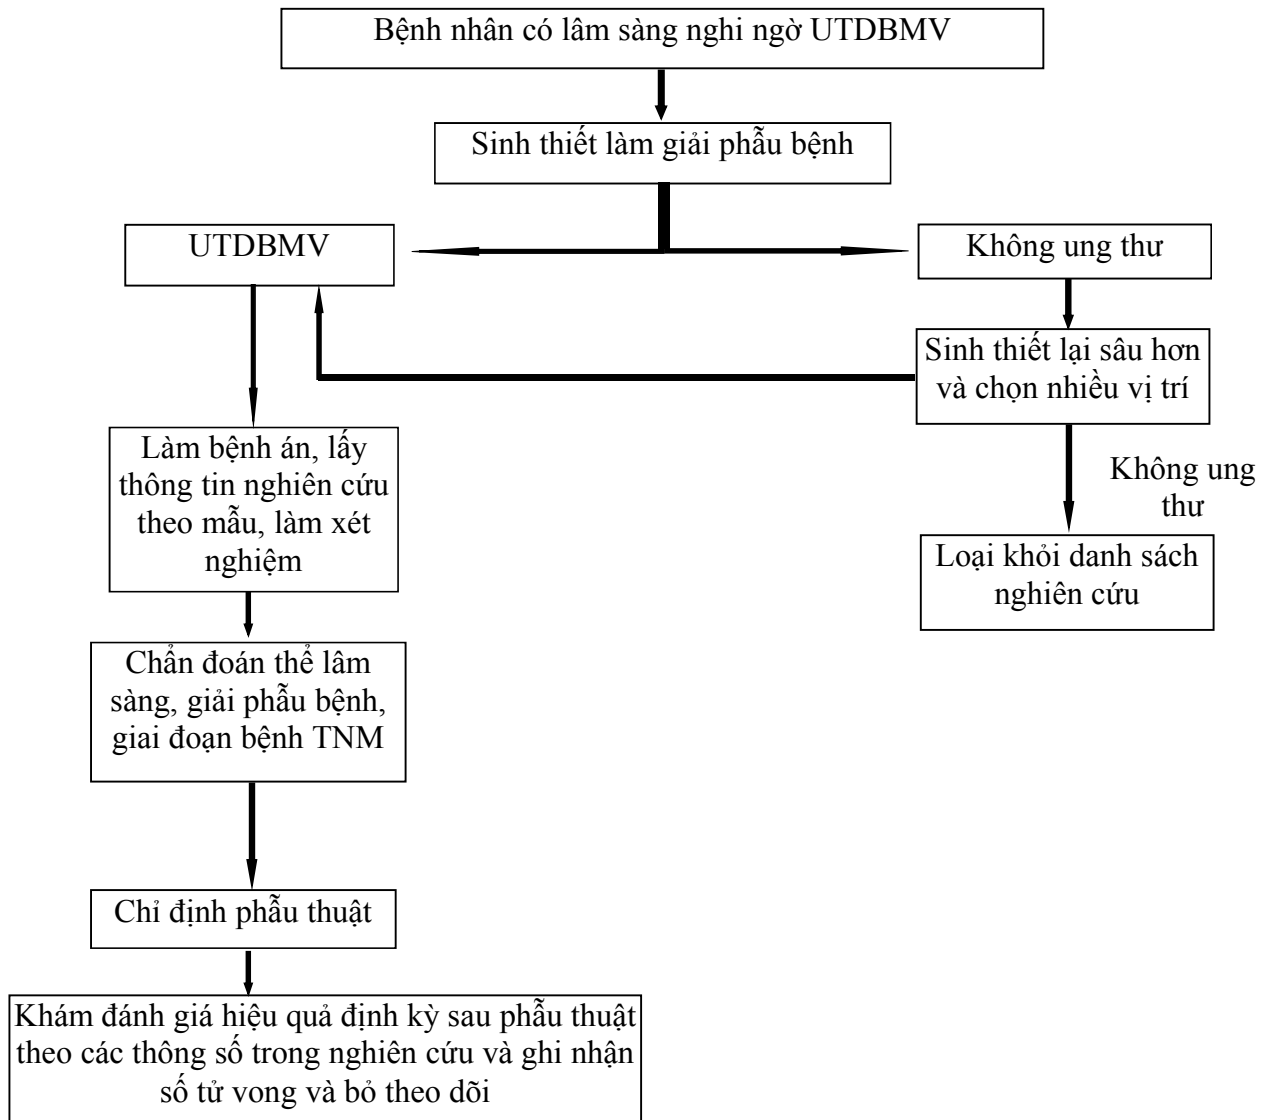 Bệnh nhân có lâm sàng nghi ngờ UTDBMV
Sinh thiết làm giải phẫu bệnh
UTDBMV
Không ung thư
Sinh thiết lại sâu hơn
và chọn nhiều vị trí
Làm bệnh án, lấy
thông tin nghiên cứu
theo mẫu, làm xét
nghiệm
Không ung
thư
Loại khỏi danh sách
nghiên cứu
Chẩn đoán thể lâm
sàng, giải phẫu bệnh,
giai đoạn bệnh TNM
Chỉ định phẫu thuật
Khám đánh giá hiệu quả định kỳ sau phẫu thuật
theo các thông số trong nghiên cứu và ghi nhận
số tử vong và bỏ theo dõi